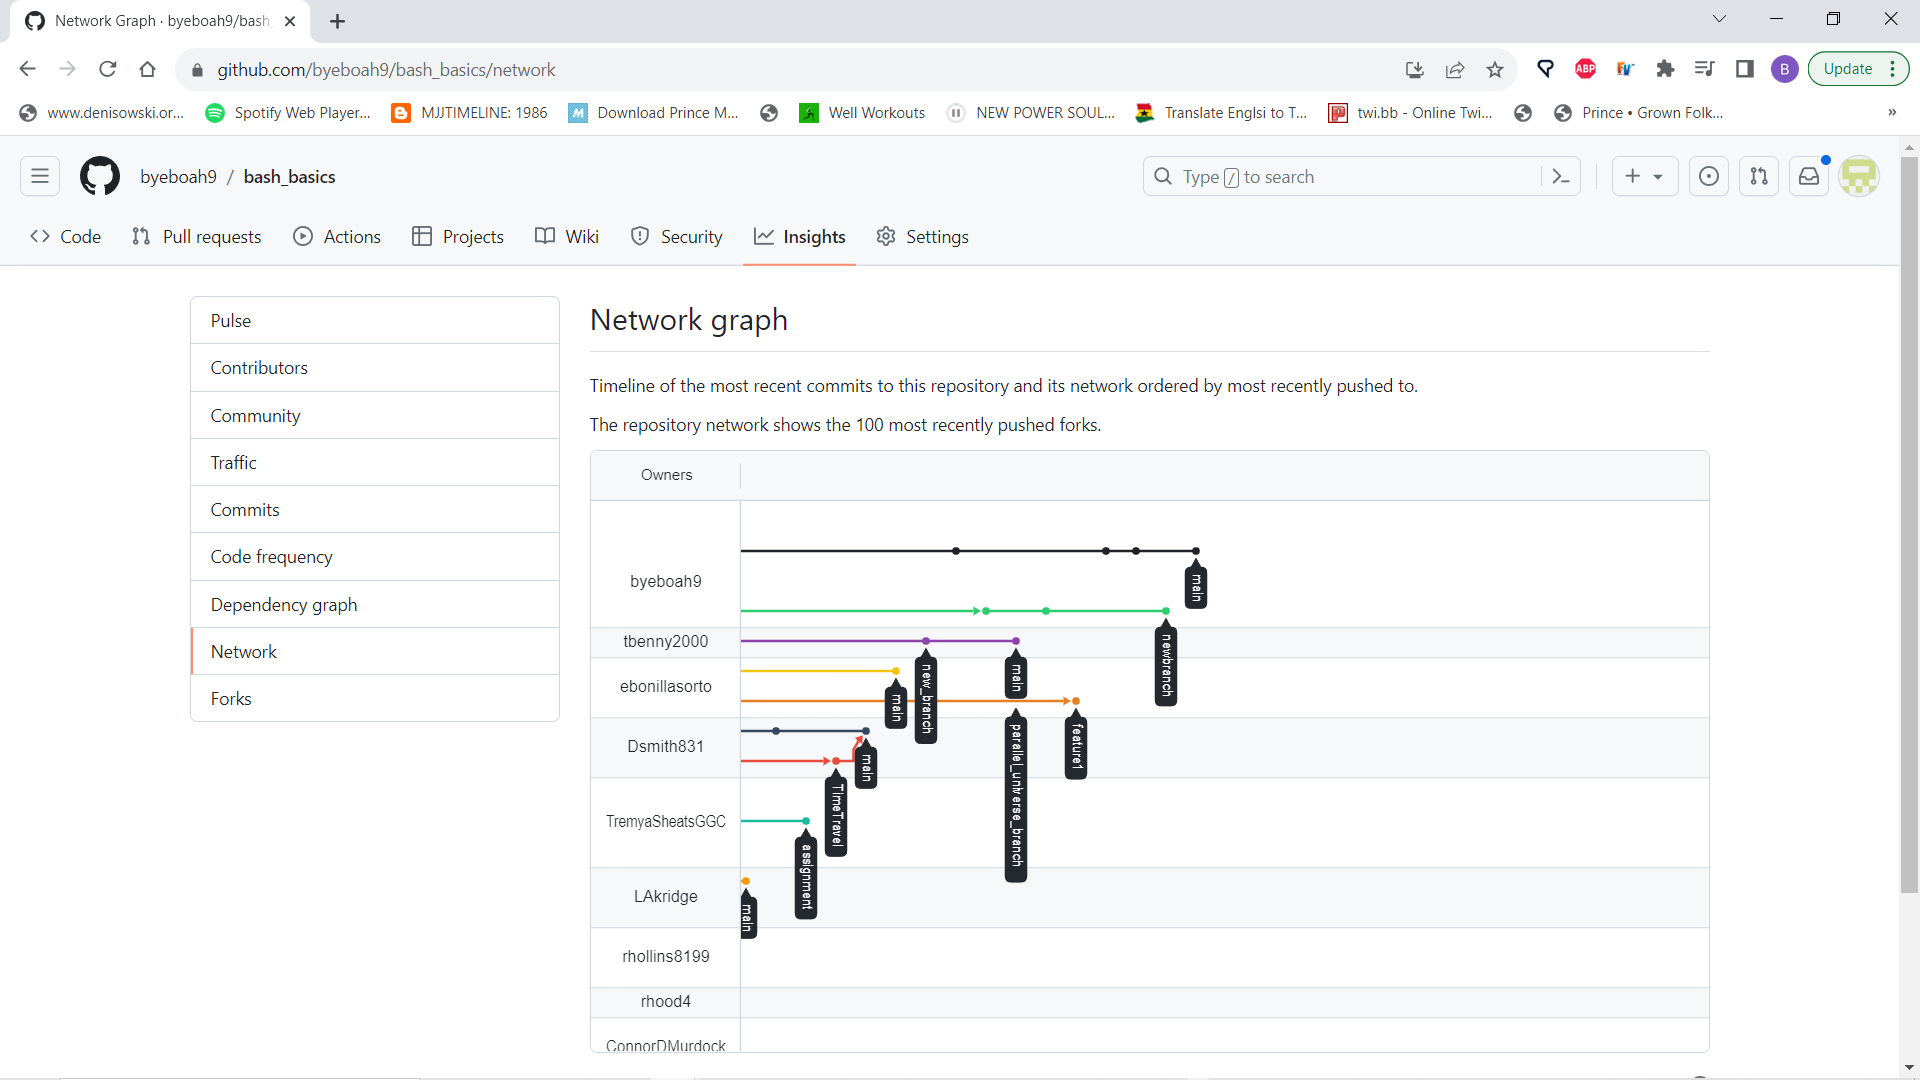 Network Graph · byeboah9/bash_
github.com/byeboah9/bash_basics/network
ABP
B
Update
www.denisowski.or...
Spotify Web Player...
MJJTIMELINE: 1986
Download Prince M...
Well Workouts
NEW POWER SOUL...
Translate Englsi to T...
twi.bb - Online Twi...
Prince • Grown Folk...
»
byeboah9 / bash_basics
Type / to search
Code
Pull requests
Actions
Projects
Wiki
Security
Insights
Settings
Pulse
Contributors
Community
Traffic
Commits
Code frequency
Dependency graph
Network
Forks
Network graph
Timeline of the most recent commits to this repository and its network ordered by most recently pushed to.
The repository network shows the 100 most recently pushed forks.
Owners
byeboah9
main
newbranch
tbenny2000
new_branch
main
parallel_universe_branch
ebonillasorto
main
feature1
Dsmith831
main
TimeTravel
TremyaSheatsGGC
assignment
LAkridge
main
rhollins8199
rhood4
ConnorDMurdock